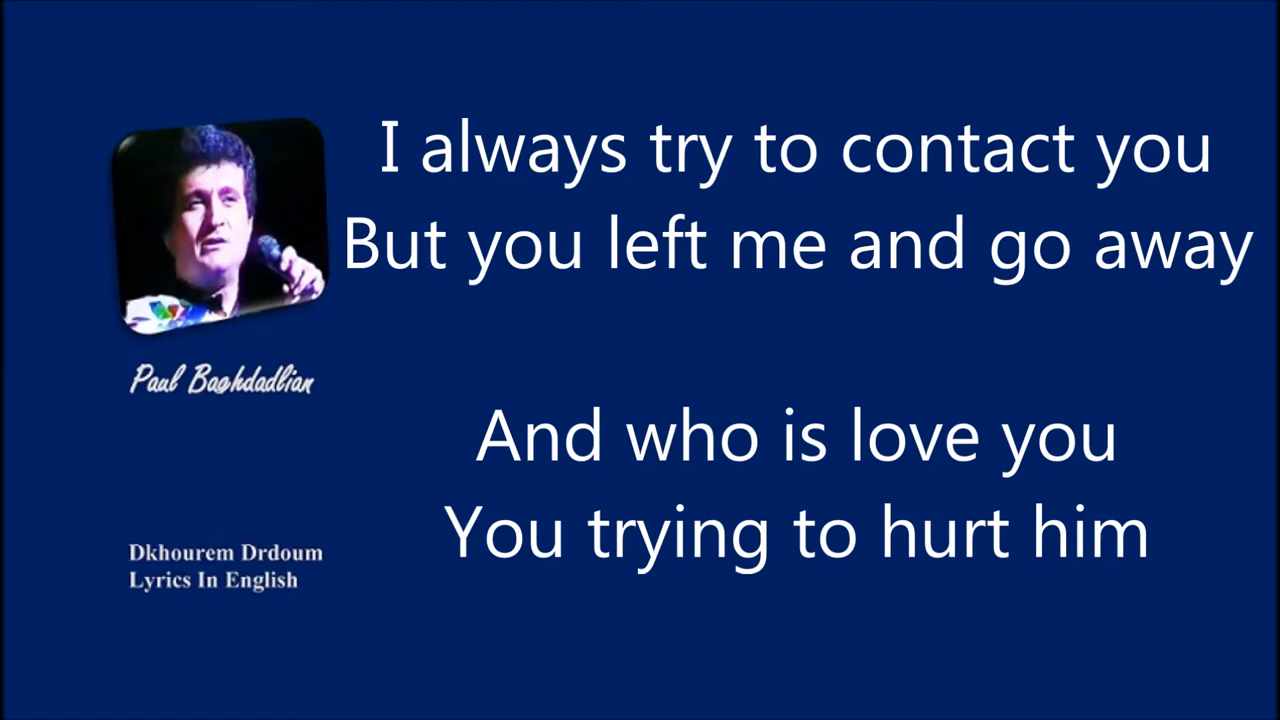 I always try to contact you
But you left me and go away
And who is love you
You trying to hurt him
Paul Baghdadlian
Dkhourem Drdoum
Lyrics In English